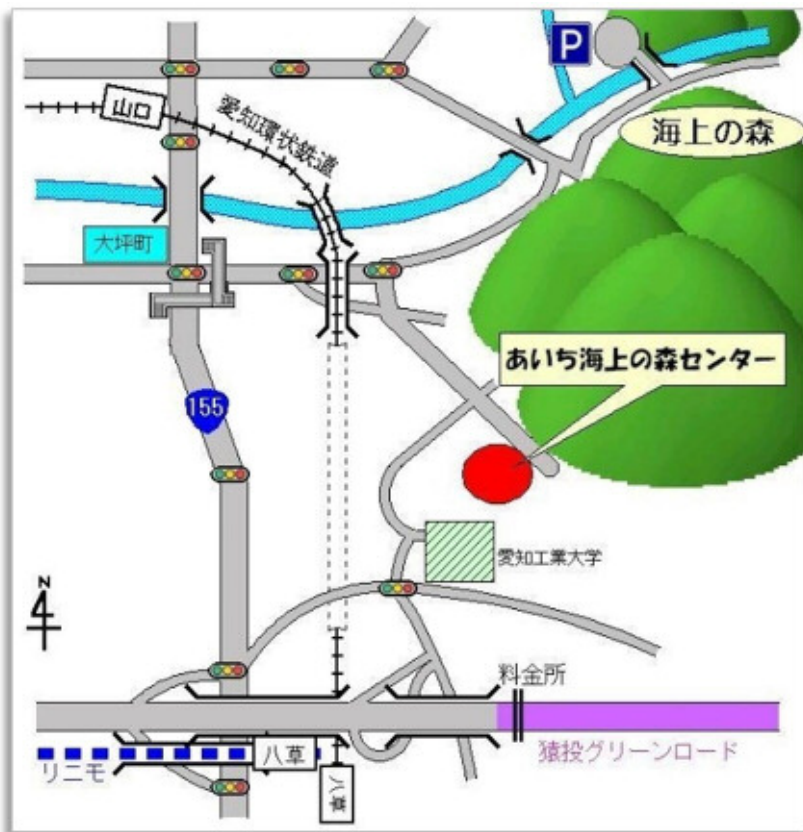 P
山口
愛知環状鉄道
海上の森
大坪町
あいち海上の森センター
155
愛知工業大学
N
料金所
猿投グリーンロード
リニモ
八草
八草